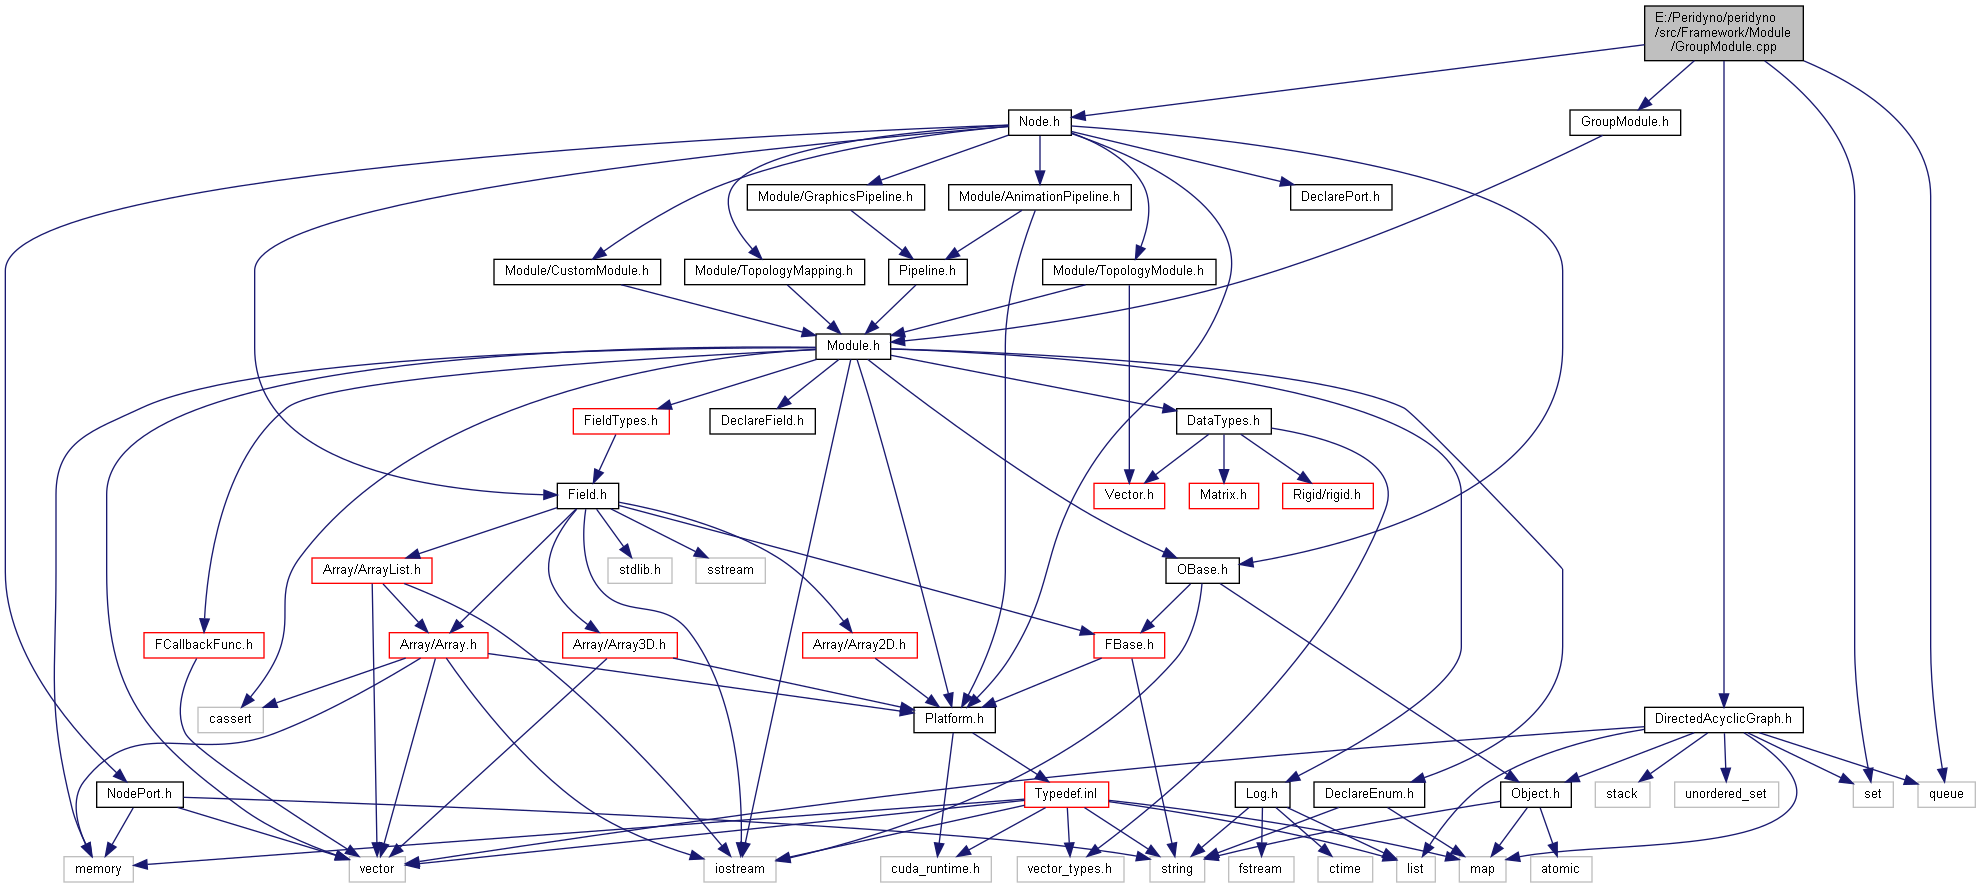 E:/Peridyno/peridyno
/src/Framework/Module
/GroupModule.cpp
Node.h
GroupModule.h
Module/GraphicsPipeline.h
Module/AnimationPipeline.h
DeclarePort.h
Module/CustomModule.h
Module/TopologyMapping.h
Pipeline.h
Module/TopologyModule.h
Module.h
FieldTypes.h
DeclareField.h
DataTypes.h
Field.h
Vector.h
Matrix.h
Rigid/rigid.h
Array/ArrayList.h
stdlib.h
sstream
OBase.h
FCallbackFunc.h
Array/Array.h
Array/Array3D.h
Array/Array2D.h
FBase.h
cassert
Platform.h
DirectedAcyclicGraph.h
NodePort.h
Typedef.inl
Log.h
DeclareEnum.h
Object.h
stack
unordered_set
set
queue
memory
vector
iostream
cuda_runtime.h
vector_types.h
string
fstream
ctime
list
map
atomic